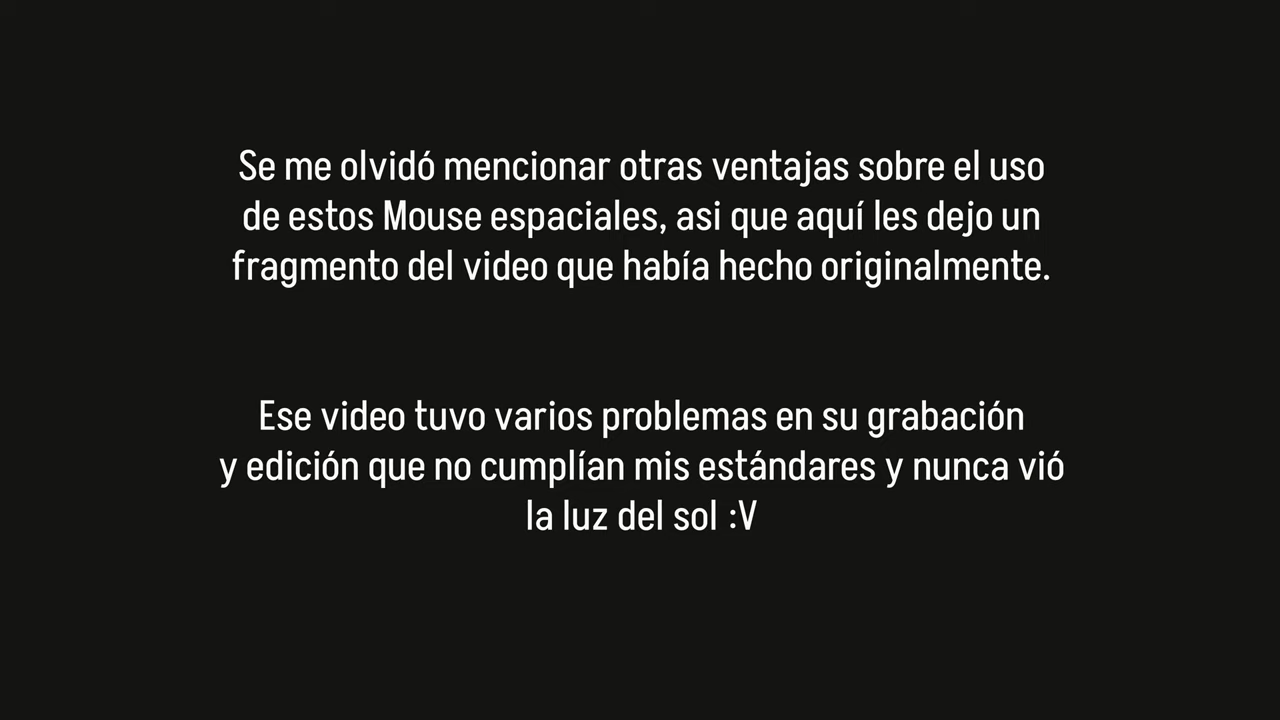 Se me olvidó mencionar otras ventajas sobre el uso
de estos Mouse espaciales, asi que aquí les dejo un
fragmento del video que había hecho originalmente.
Ese video tuvo varios problemas en su grabación
y edición que no cumplían mis estándares y nunca vió
la luz del sol :V